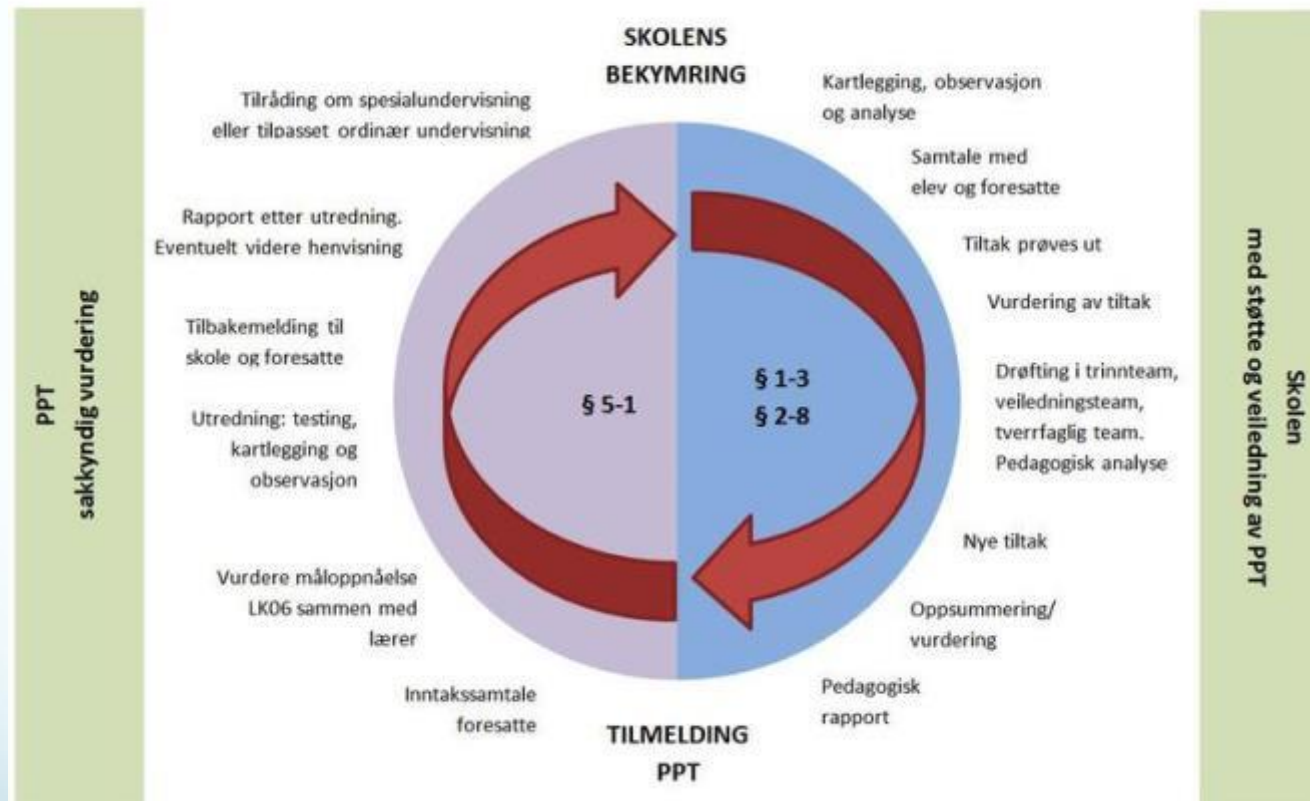 SKOLENS
BEKYMRING
Kartlegging, observasjon
og analyse
Samtale med
elev og foresatte
Tiltak prøves ut
Vurdering av tiltak
Drøfting i trinnteam,
veiledningsteam,
tverrfaglig team.
Pedagogisk analyse
Nye tiltak
Oppsummering/
vurdering
Pedagogisk
rapport
TILMELDING
PPT
Inntakssamtale
foresatte
Vurdere måloppnåelse
LK06 sammen med
lærer
Utredning: testing,
kartlegging og
observasjon
Tilbakemelding til
skole og foresatte
Rapport etter utredning.
Eventuelt videre henvisning
Tilråding om spesialundervisning
eller tilpasset ordinær undervisning
§ 5-1
§ 1-3
§ 2-8
PPT
sakkyndig vurdering
Skolen
med støtte og veiledning av PPT